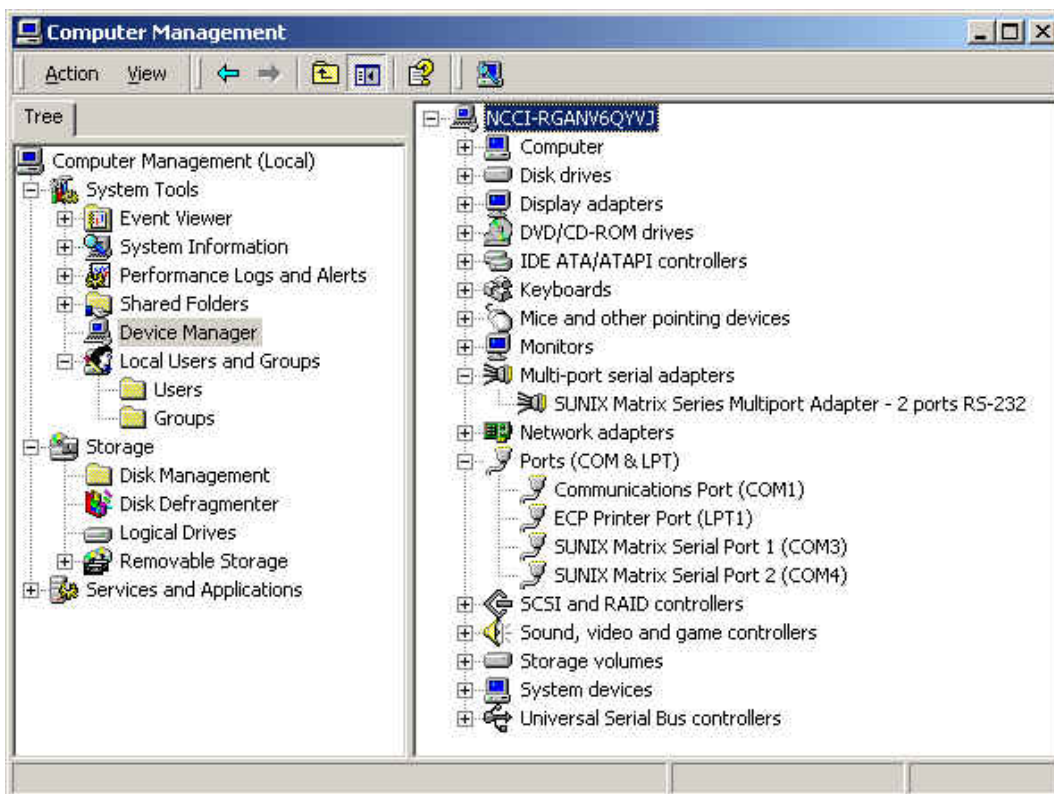 Computer Management
Action View
Tree
Computer Management (Local)
System Tools
Event Viewer
System Information
Performance Logs and Alerts
Shared Folders
Device Manager
Local Users and Groups
Users
Groups
Storage
Disk Management
Disk Defragmenter
Logical Drives
Removable Storage
Services and Applications
NCCI-RGANV6QYVJ
Computer
Disk drives
Display adapters
DVD/CD-ROM drives
IDE ATA/ATAPI controllers
Keyboards
Mice and other pointing devices
Monitors
Multi-port serial adapters
SUNIX Matrix Series Multiport Adapter - 2 ports RS-232
Network adapters
Ports (COM & LPT)
Communications Port (COM1)
ECP Printer Port (LPT1)
SUNIX Matrix Serial Port 1 (COM3)
SUNIX Matrix Serial Port 2 (COM4)
SCSI and RAID controllers
Sound, video and game controllers
Storage volumes
System devices
Universal Serial Bus controllers